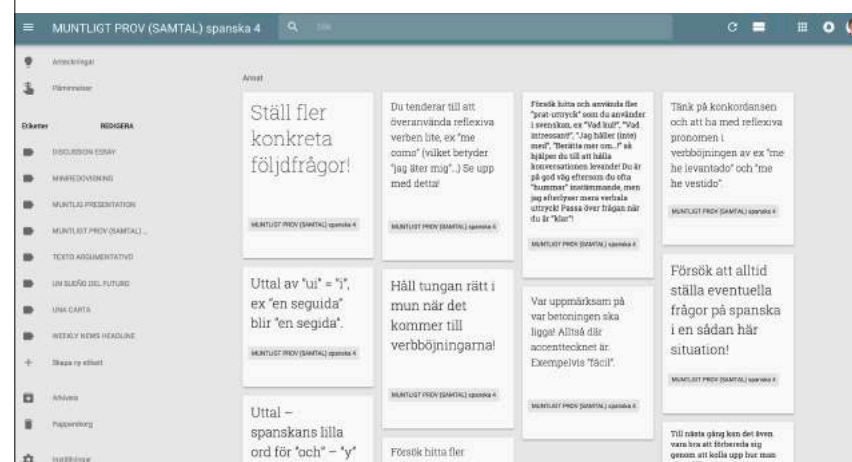 MUNTLIGT PROV (SAMTAL) spanska 4
Sök
Anteckningar
Påminnelser
Etiketter
REDIGERA
DISCUSSION ESSAY
MINIREDOVISNING
MUNTLIG PRESENTATION
MUNTLIGT PROV (SAMTAL) ...
TEXTO ARGUMENTATIVO
UN SUEÑO DEL FUTURO
UNA CARTA
WEEKLY NEWS HEADLINE
Skapa ny etikett
Arkivera
Papperskorg
Inställningar
Annat
Ställ fler
konkreta
följdfrågor!
MUNTLIGT PROV (SAMTAL) spanska 4
Uttal av "ui" = "i",
ex "en seguida"
blir "en segida".
MUNTLIGT PROV (SAMTAL) spanska 4
Uttal –
spanskans lilla
ord för "och" – "y"
Du tenderar till att
överanvända reflexiva
verben lite, ex "me
como" (vilket betyder
"jag äter mig"...) Se upp
med detta!
MUNTLIGT PROV (SAMTAL) spanska 4
Håll tungan rätt i
mun när det
kommer till
verbböjningarna!
MUNTLIGT PROV (SAMTAL) spanska 4
Försök hitta fler
Försök hitta och använda fler
"prat-uttryck" som du använder
i svenskan, ex "Vad kul!", "Vad
intressant!", "Jag håller (inte)
med", "Berätta mer om..!" så
hjälper du till att hålla
konversationen levande! Du är
på god väg eftersom du ofta
"hummar" instämmande, men
jag efterlyser mera verbala
uttryck! Passa över frågan när
du är "klar"!
MUNTLIGT PROV (SAMTAL) spanska 4
Var uppmärksam på
var betoningen ska
ligga! Alltså där
accenttecknet är.
Exempelvis "fácil".
MUNTLIGT PROV (SAMTAL) spanska 4
Tänk på konkordansen
och att ha med reflexiva
pronomen i
verbböjningen av ex "me
he levantado" och "me
he vestido".
MUNTLIGT PROV (SAMTAL) spanska 4
Försök att alltid
ställa eventuella
frågor på spanska
i en sådan här
situation!
MUNTLIGT PROV (SAMTAL) spanska 4
Till nästa gång kan det även
vara bra att förbereda sig
genom att kolla upp hur man